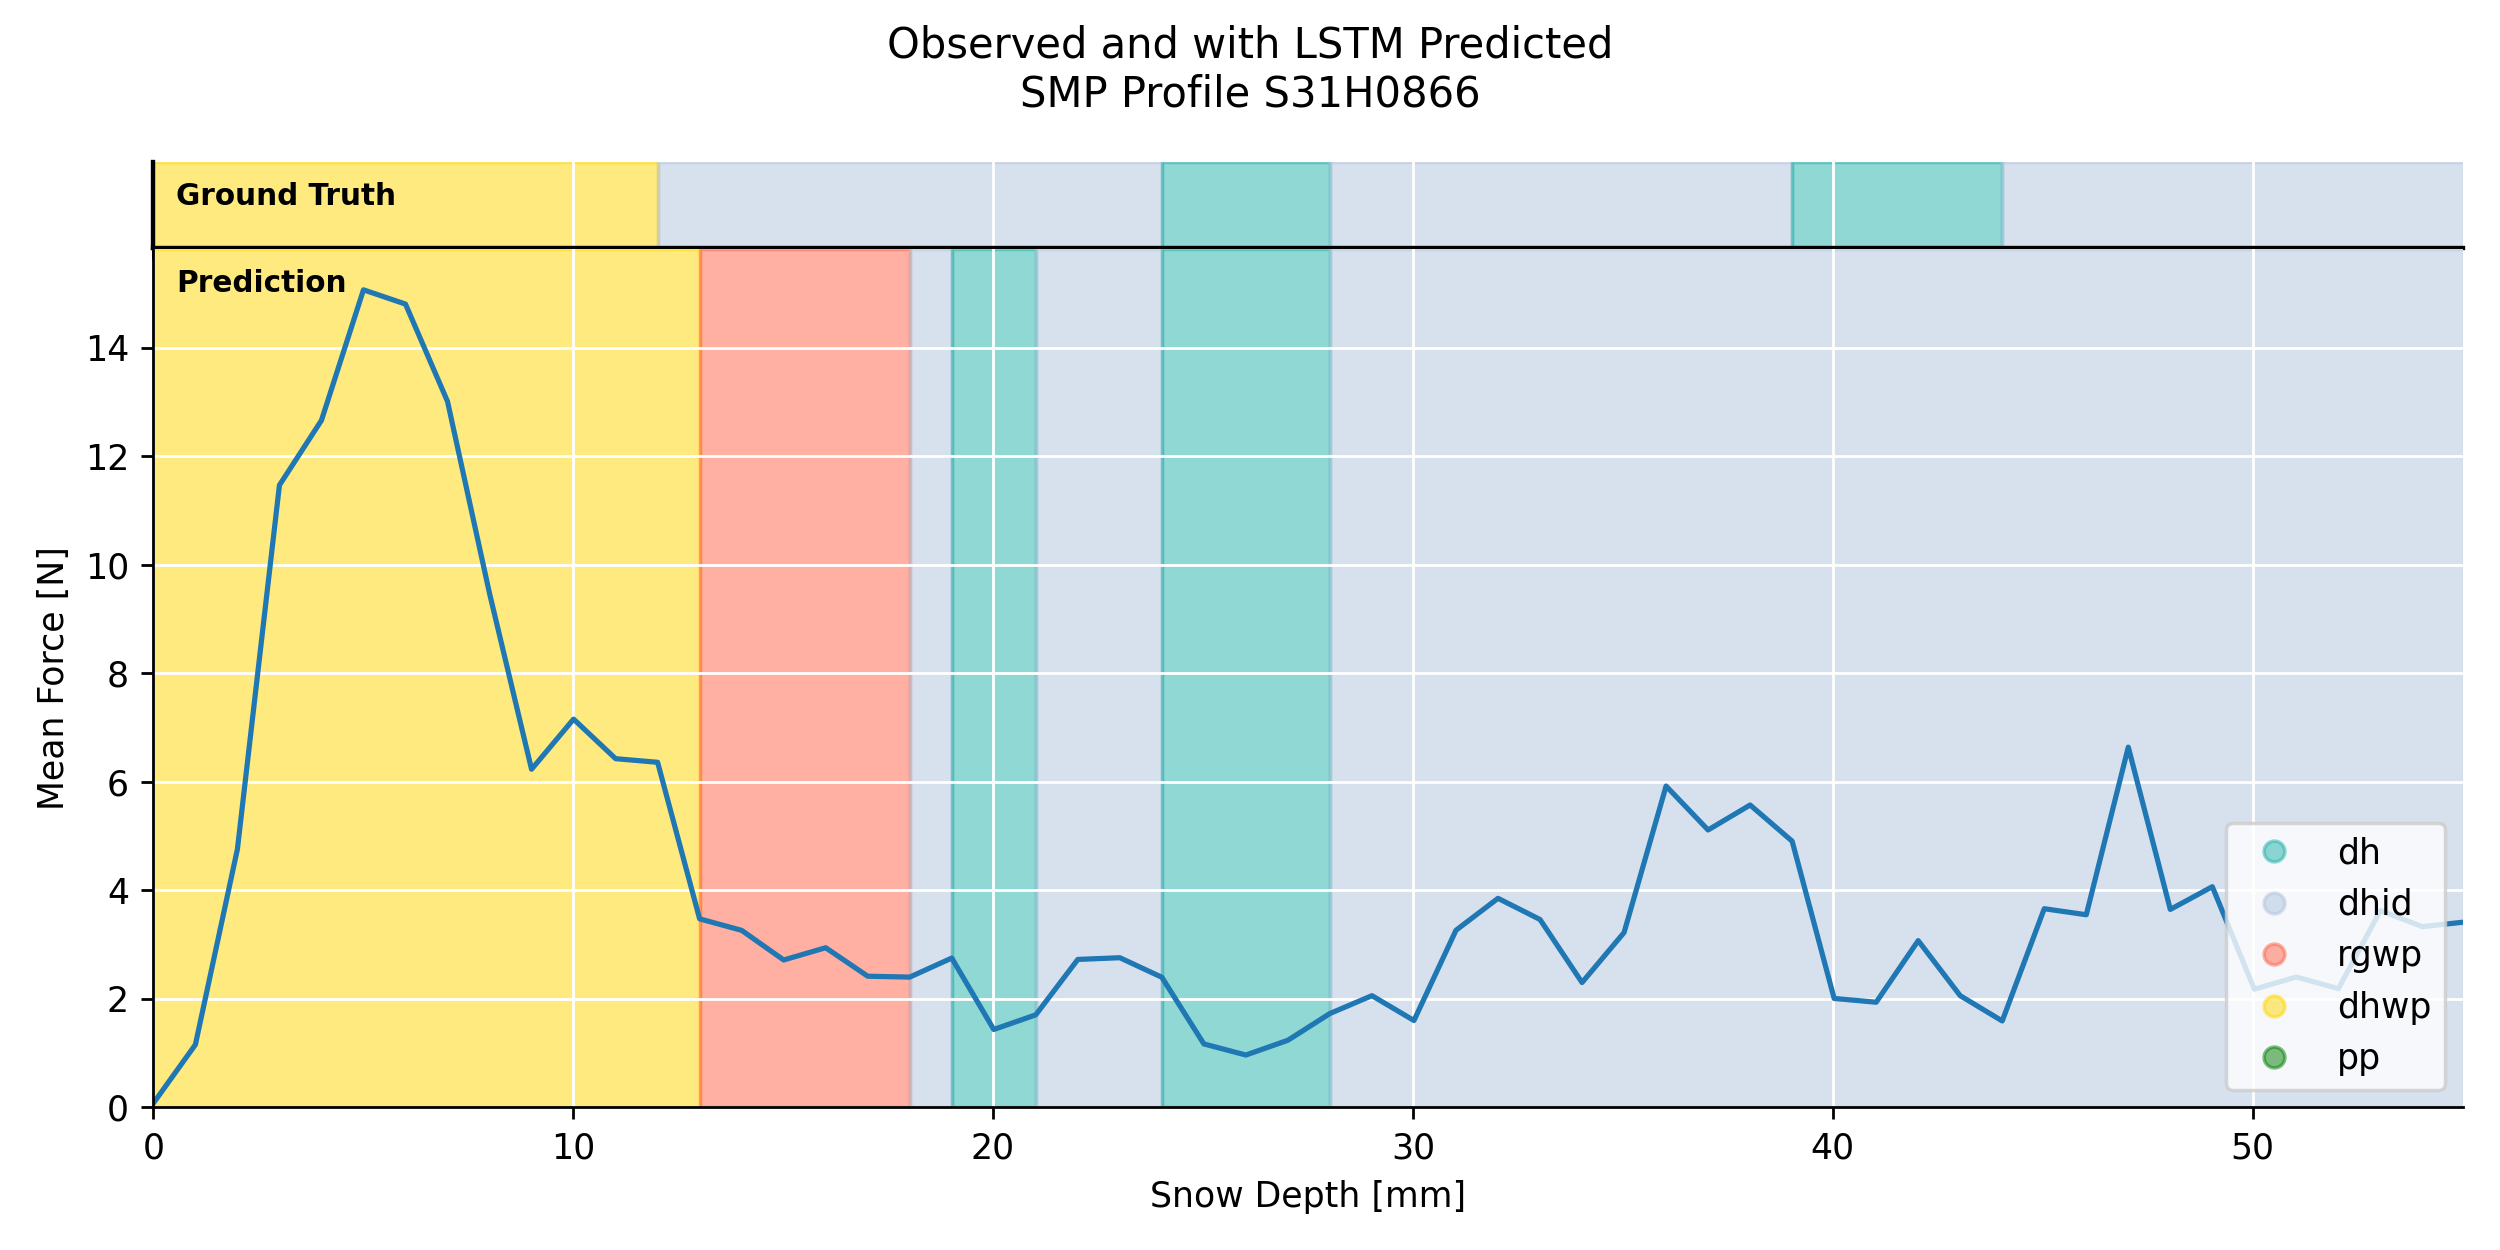 Observed and with LSTM Predicted
SMP Profile S31H0866
Ground Truth
Prediction
14
12
10
8
6
4
2
0
Mean Force [N]
0 10 20 30 40 50
Snow Depth [mm]
dh
dhid
rgwp
dhwp
pp